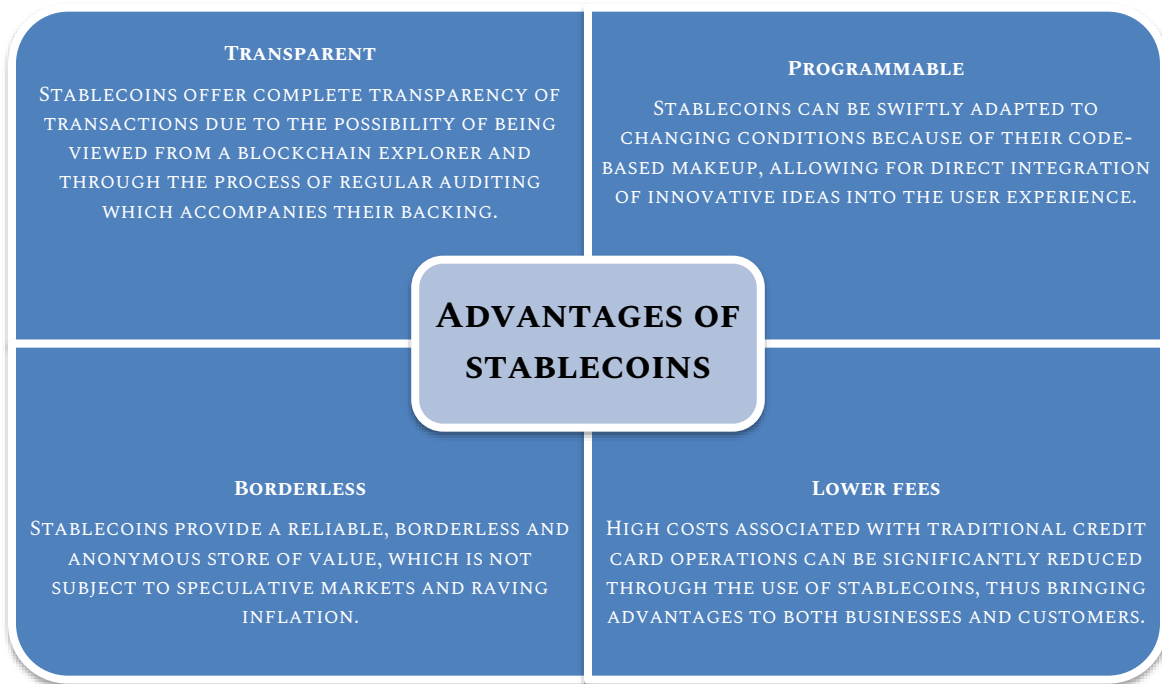 Transparent
Stablecoins offer complete transparency of
transactions due to the possibility of being
viewed from a blockchain explorer and
through the process of regular auditing
which accompanies their backing.
Programmable
Stablecoins can be swiftly adapted to
changing conditions because of their code-
based makeup, allowing for direct integration
of innovative ideas into the user experience.
Advantages of
stablecoins
Borderless
Stablecoins provide a reliable, borderless and
anonymous store of value, which is not
subject to speculative markets and raving
inflation.
Lower fees
High costs associated with traditional credit
card operations can be significantly reduced
through the use of stablecoins, thus bringing
advantages to both businesses and customers.